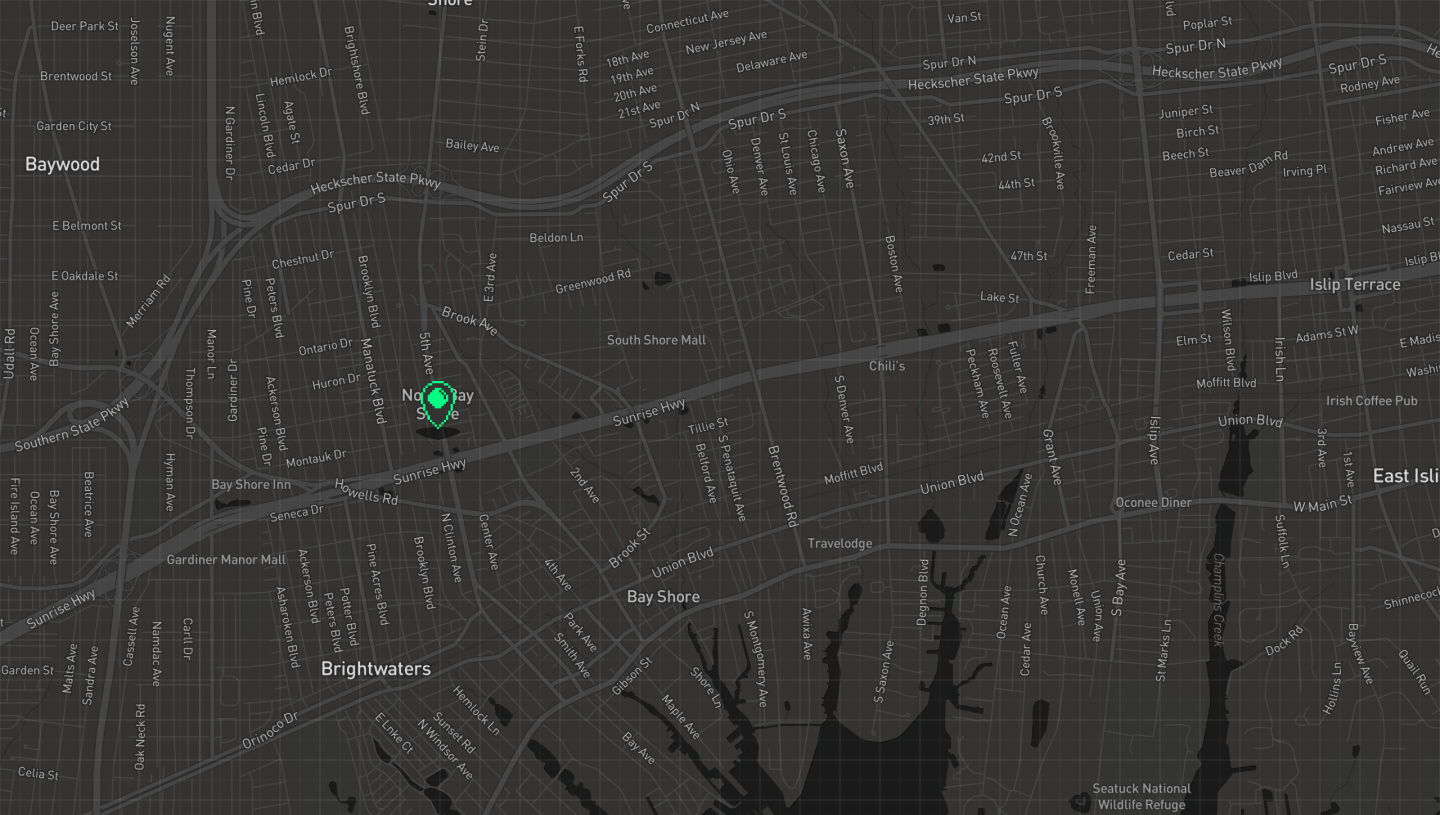 Shore
Deer Park St
Joselson Ave
Nugent Ave
Brightshore Blvd
Stein Dr
E Forks Rd
Connecticut Ave
New Jersey Ave
Delaware Ave
18th Ave
19th Ave
20th Ave
21st Ave
Van St
Poplar St
Spur Dr N
Spur Dr N
Heckscher State Pkwy
Heckscher State Pkwy
Spur Dr S
Rodney Ave
Brentwood St
Hemlock Dr
Lincoln Blvd
Agate St
N Gardiner Dr
Garden City St
Spur Dr N
Spur Dr S
Spur Dr S
39th St
Juniper St
Birch St
Beech St
Fisher Ave
Andrew Ave
Richard Ave
Fairview Ave
Baywood
Cedar Dr
Bailey Ave
Heckscher State Pkwy
Spur Dr S
Spur Dr S
Ohio Ave
Denver Ave
St Louis Ave
Chicago Ave
Saxon Ave
42nd St
44th St
Brookville Ave
Beaver Dam Rd
Irving Pl
E Belmont St
Beldon Ln
Nassau St
Chestnut Dr
E Oakdale St
Merriam Rd
Pine Dr
Peters Blvd
Brooklyn Blvd
E 3rd Ave
Greenwood Rd
Boston Ave
47th St
Freeman Ave
Cedar St
Islip Blvd
Islip Terrace
Lake St
Bay Shore Ave
Ocean Ave
Udall Rd
Manor Ln
Gardiner Dr
Ontario Dr
Huron Dr
Manatuck Blvd
5th Ave
Brook Ave
South Shore Mall
Chili's
Peckham Ave
Roosevelt Ave
Fuller Ave
Elm St
Wilson Blvd
Irish Ln
Adams St W
Moffitt Blvd
Irish Coffee Pub
Southern State Pkwy
Thompson Dr
Ackerson Blvd
Pine Dr
Montauk Dr
Sunrise Hwy
Sunrise Hwy
Tillie St
Belford Ave
S Penataquit Ave
Brentwood Rd
S Denver Ave
Moffitt Blvd
Union Blvd
Grant Ave
Islip Ave
Union Blvd
3rd Ave
1st Ave
Fire Island Ave
Ocean Ave
Bay Shore Ave
Beatrice Ave
Hyman Ave
Bay Shore Inn
Howells Rd
Seneca Dr
2nd Ave
Oconee Diner
W Main St
N Ocean Ave
Gardiner Manor Mall
Ackerson Blvd
Pine Acres Blvd
Brooklyn Blvd
N Clinton Ave
Center Ave
4th Ave
Brook St
Union Blvd
Travelodge
Degnon Blvd
Church Ave
Monell Ave
Union Ave
S Bay Ave
Champlins Creek
Suffolk Ln
Sunrise Hwy
Bay Shore
Asharoken Blvd
Peters Blvd
Potter Blvd
Cassell Ave
Namdac Ave
Carll Dr
Garden St
Malts Ave
Sandra Ave
Brightwaters
Park Ave
Smith Ave
Gibson St
Shore Ln
Maple Ave
Bay Ave
S Montgomery Ave
Awixa Ave
S Saxon Ave
Ocean Ave
Cedar Ave
St Marks Ln
Dock Rd
Bayview Ave
Quail Run
Hollins Ln
Oak Neck Rd
Orinoco Dr
E Lnke Ct
N Windsor Ave
Sunset Rd
Hemlock Ln
Celia St
Seatuck National
Wildlife Refuge